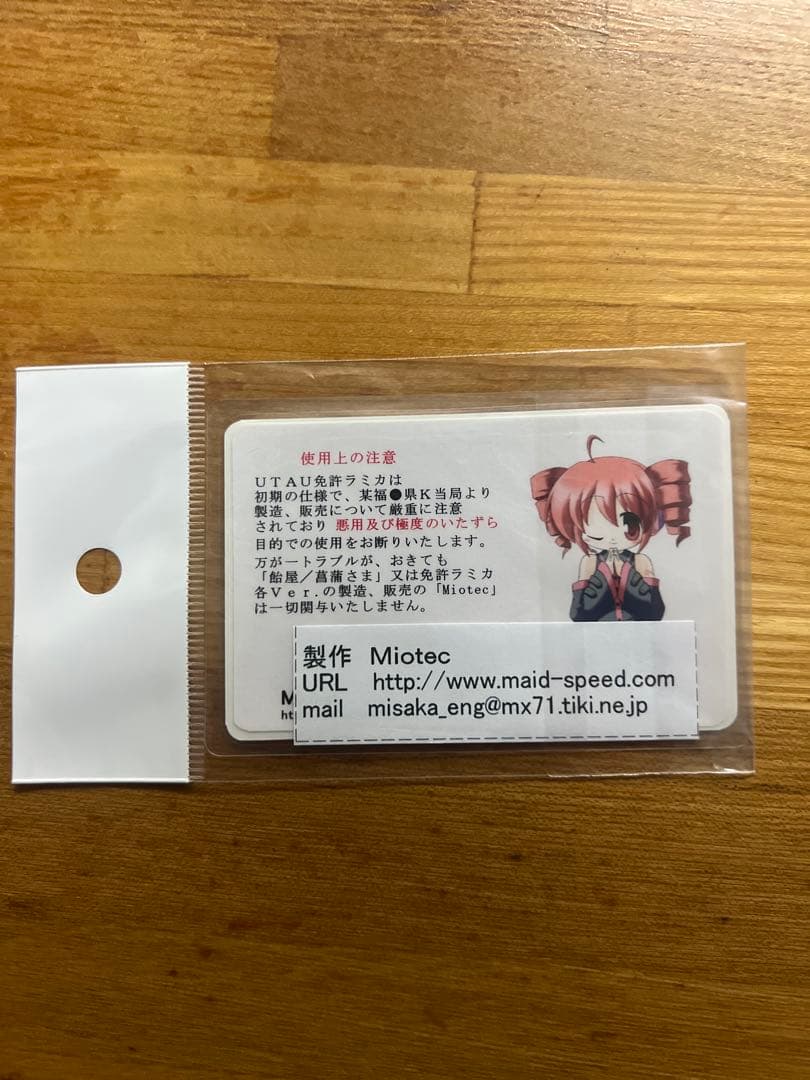 使用上の注意
UTAU免許ラミカは
初期の仕様で、某福●県K当局より
製造、販売について厳重に注意
されており 悪用及び極度のいたずら
目的での使用をお断りいたします。
万が一トラブルが、おきても
「飴屋/菖蒲さま」又は免許ラミカ
各Ver.の製造、販売の「Miotec」
は一切関与いたしません。
製作 Miotec
URL http://www.maid-speed.com
mail misaka_eng@mx71.tiki.ne.jp